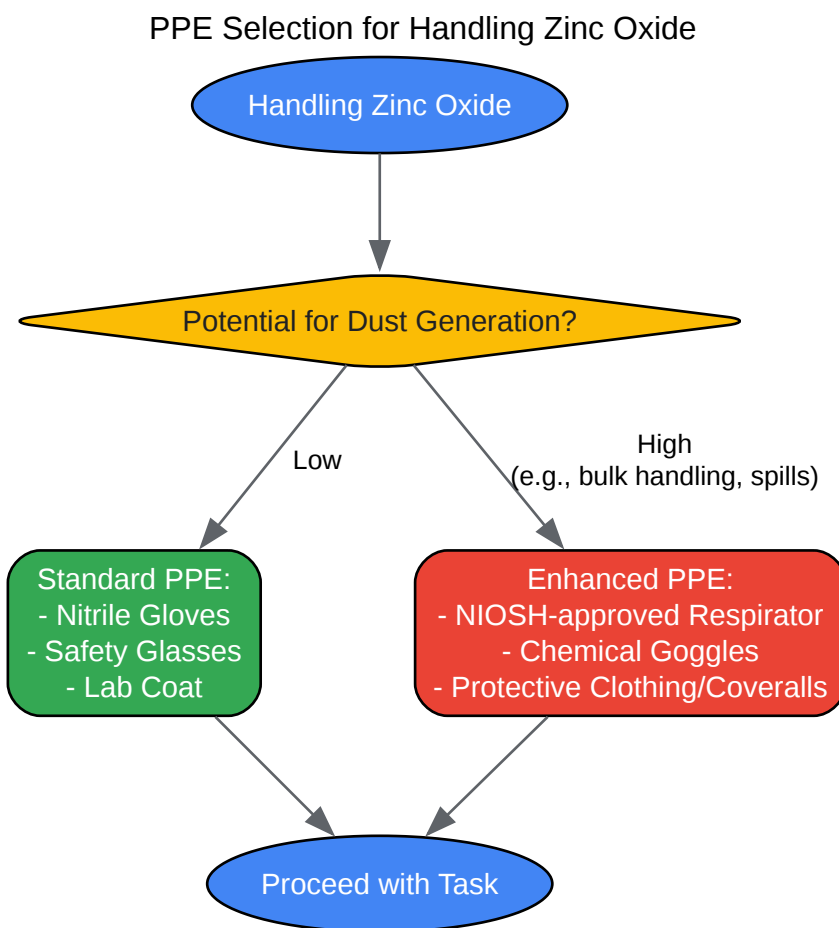 PPE Selection for Handling Zinc Oxide
Handling Zinc Oxide
Potential for Dust Generation?
Low
High
(e.g., bulk handling, spills)
Standard PPE:
- Nitrile Gloves
- Safety Glasses
- Lab Coat
Enhanced PPE:
- NIOSH-approved Respirator
- Chemical Goggles
- Protective Clothing/Coveralls
Proceed with Task